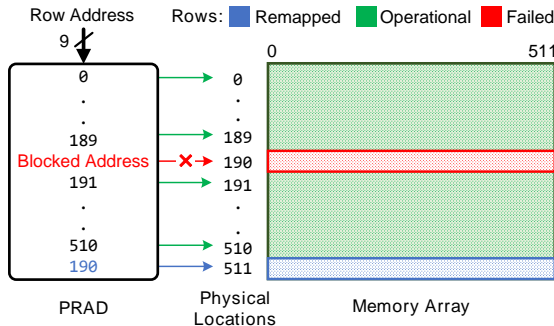 Row Address
Rows: Remapped Operational Failed
9
0 511
0 0
. .
. .
189 189
Blocked Address 190
191 191
. .
. .
510 510
190 511
PRAD Physical Locations Memory Array